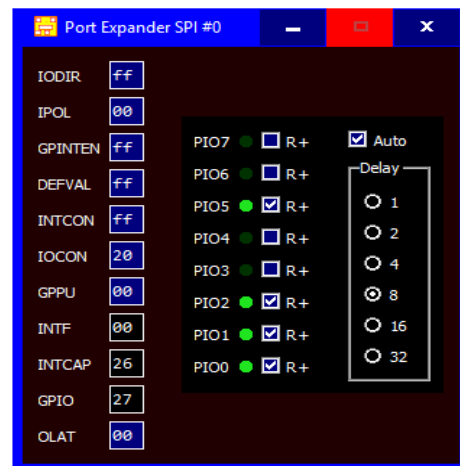 Port Expander SPI #0
IODIR ff
IPOL 00
GPINTEN ff
DEFVAL ff
INTCON ff
IOCON 20
GPPU 00
INTF 00
INTCAP 26
GPIO 27
OLAT 00
PIO7 R+
PIO6 R+
PIO5 R+
PIO4 R+
PIO3 R+
PIO2 R+
PIO1 R+
PIO0 R+
Auto
Delay
1
2
4
8
16
32